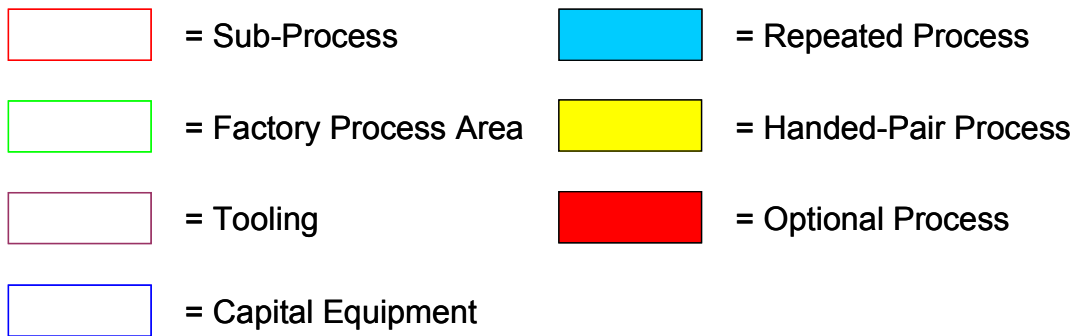 = Sub-Process
= Repeated Process
= Factory Process Area
= Handed-Pair Process
= Tooling
= Optional Process
= Capital Equipment